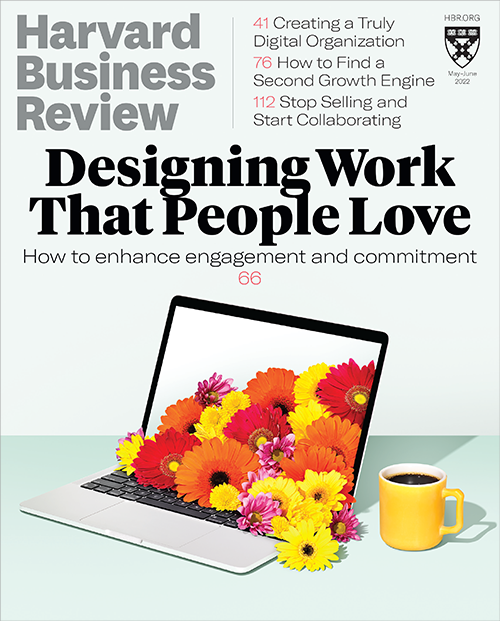 Harvard
Business
Review
41 Creating a Truly
Digital Organization
76 How to Find a
Second Growth Engine
112 Stop Selling and
Start Collaborating
HBR.ORG
May–June
2022
Designing Work
That People Love
How to enhance engagement and commitment
66